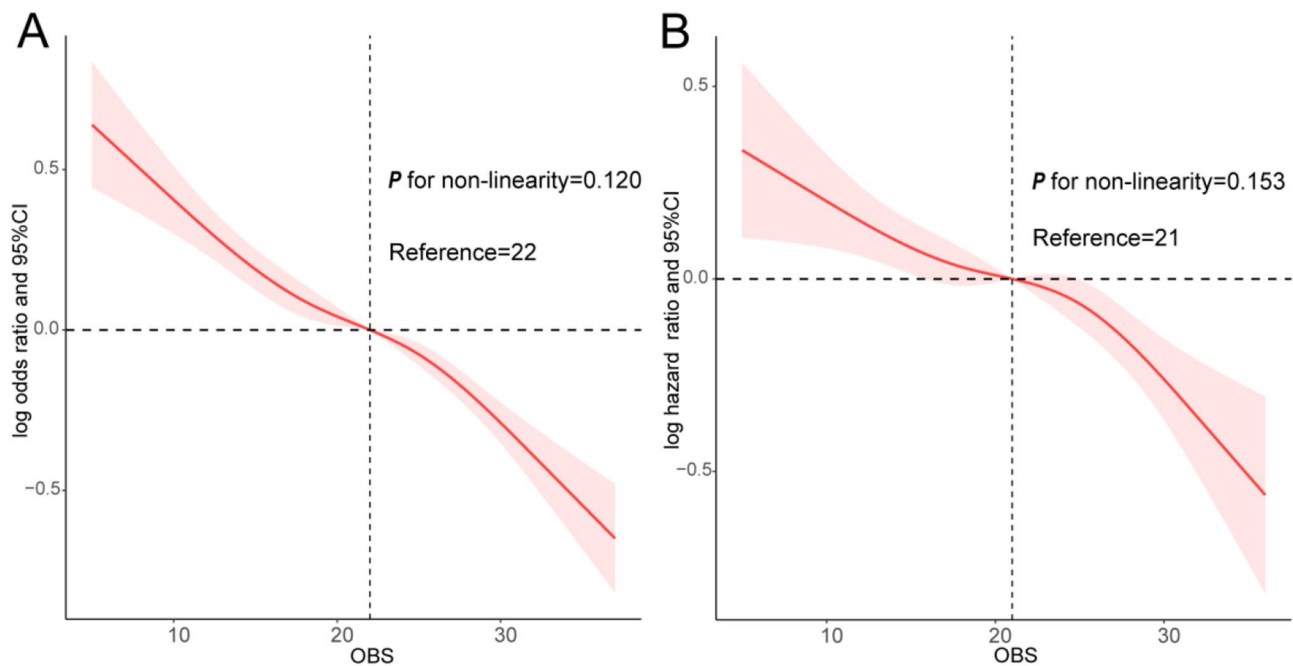 A
log odds ratio and 95%CI
0.5
0.0
−0.5
P for non-linearity=0.120
Reference=22
10
20
30
OBS
B
log hazard ratio and 95%CI
0.5
0.0
−0.5
P for non-linearity=0.153
Reference=21
10
20
30
OBS